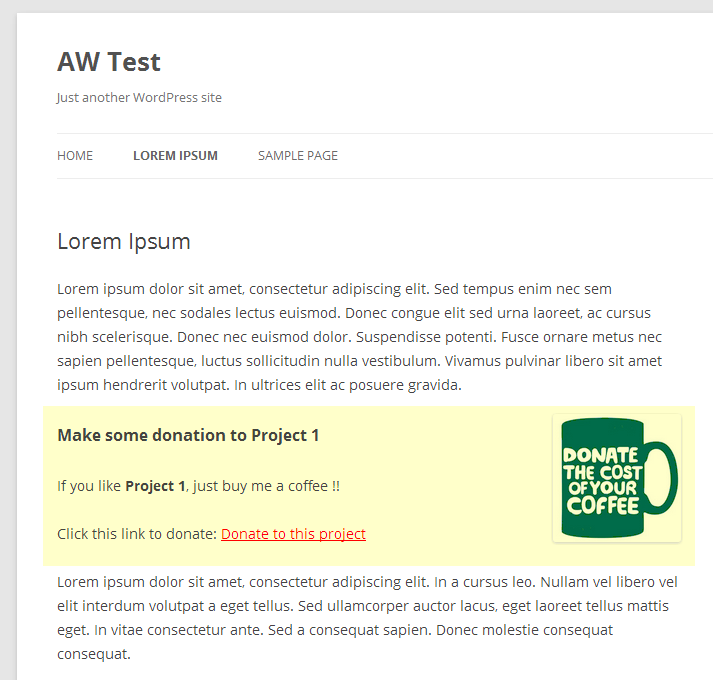 AW Test
Just another WordPress site
HOME LOREM IPSUM SAMPLE PAGE
Lorem Ipsum
Lorem ipsum dolor sit amet, consectetur adipiscing elit. Sed tempus enim nec sem
pellentesque, nec sodales lectus euismod. Donec congue elit sed urna laoreet, ac cursus
nibh scelerisque. Donec nec euismod dolor. Suspendisse potenti. Fusce ornare metus nec
sapien pellentesque, luctus sollicitudin nulla vestibulum. Vivamus pulvinar libero sit amet
ipsum hendrerit volutpat. In ultrices elit ac posuere gravida.
Make some donation to Project 1
If you like Project 1, just buy me a coffee !!
Click this link to donate: Donate to this project
DONATE
THE COST
OF YOUR
COFFEE
Lorem ipsum dolor sit amet, consectetur adipiscing elit. In a cursus leo. Nullam vel libero vel
elit interdum volutpat a eget tellus. Sed ullamcorper auctor lacus, eget laoreet tellus mattis
eget. In vitae consectetur ante. Sed a consequat sapien. Donec molestie consequat
consequat.